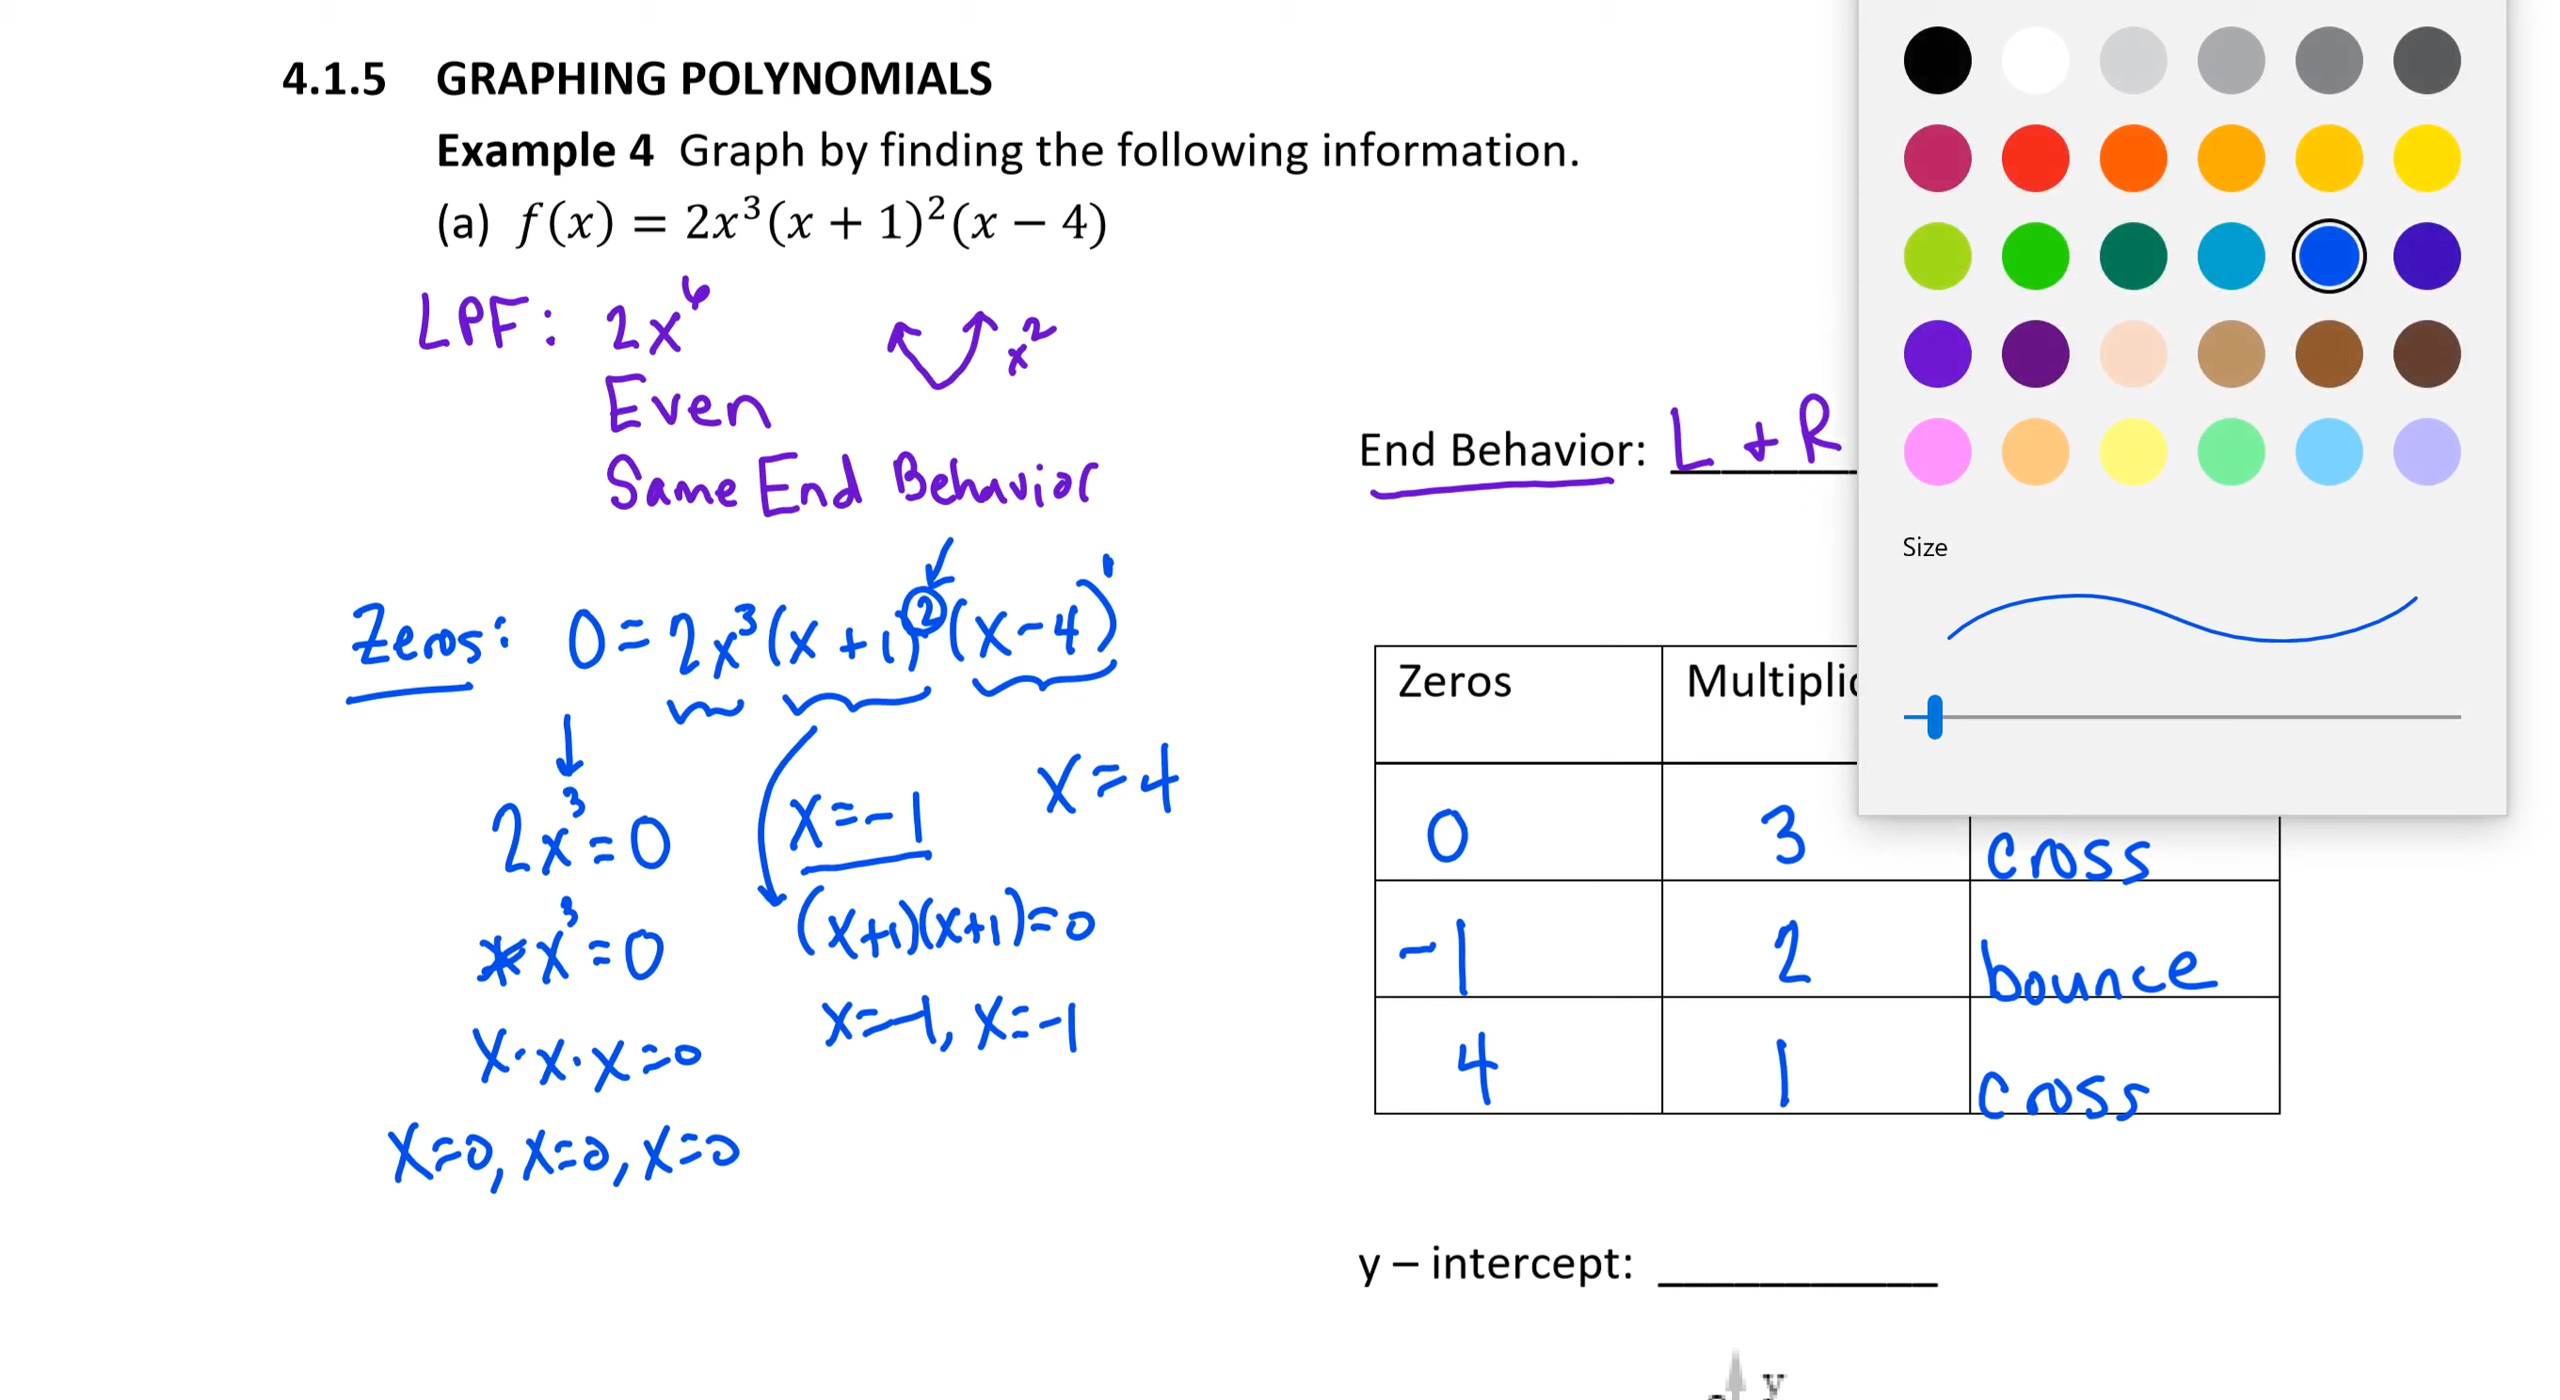 4.1.5 GRAPHING POLYNOMIALS
Example 4 Graph by finding the following information.
(a) f(x) = 2x³(x + 1)²(x − 4)
LPF: 2x⁶
x²
Even
Same End Behavior
End Behavior: L + R
Size
Zeros: 0 = 2x³(x + 1)²(x - 4)¹
2x³ = 0
x = -1
x = 4
x³ = 0
(x+1)(x+1) = 0
x · x · x = 0
x = -1, x = -1
x = 0, x = 0, x = 0
Zeros Multiplic
0 3 cross
-1 2 bounce
4 1 cross
y – intercept: ___________
y